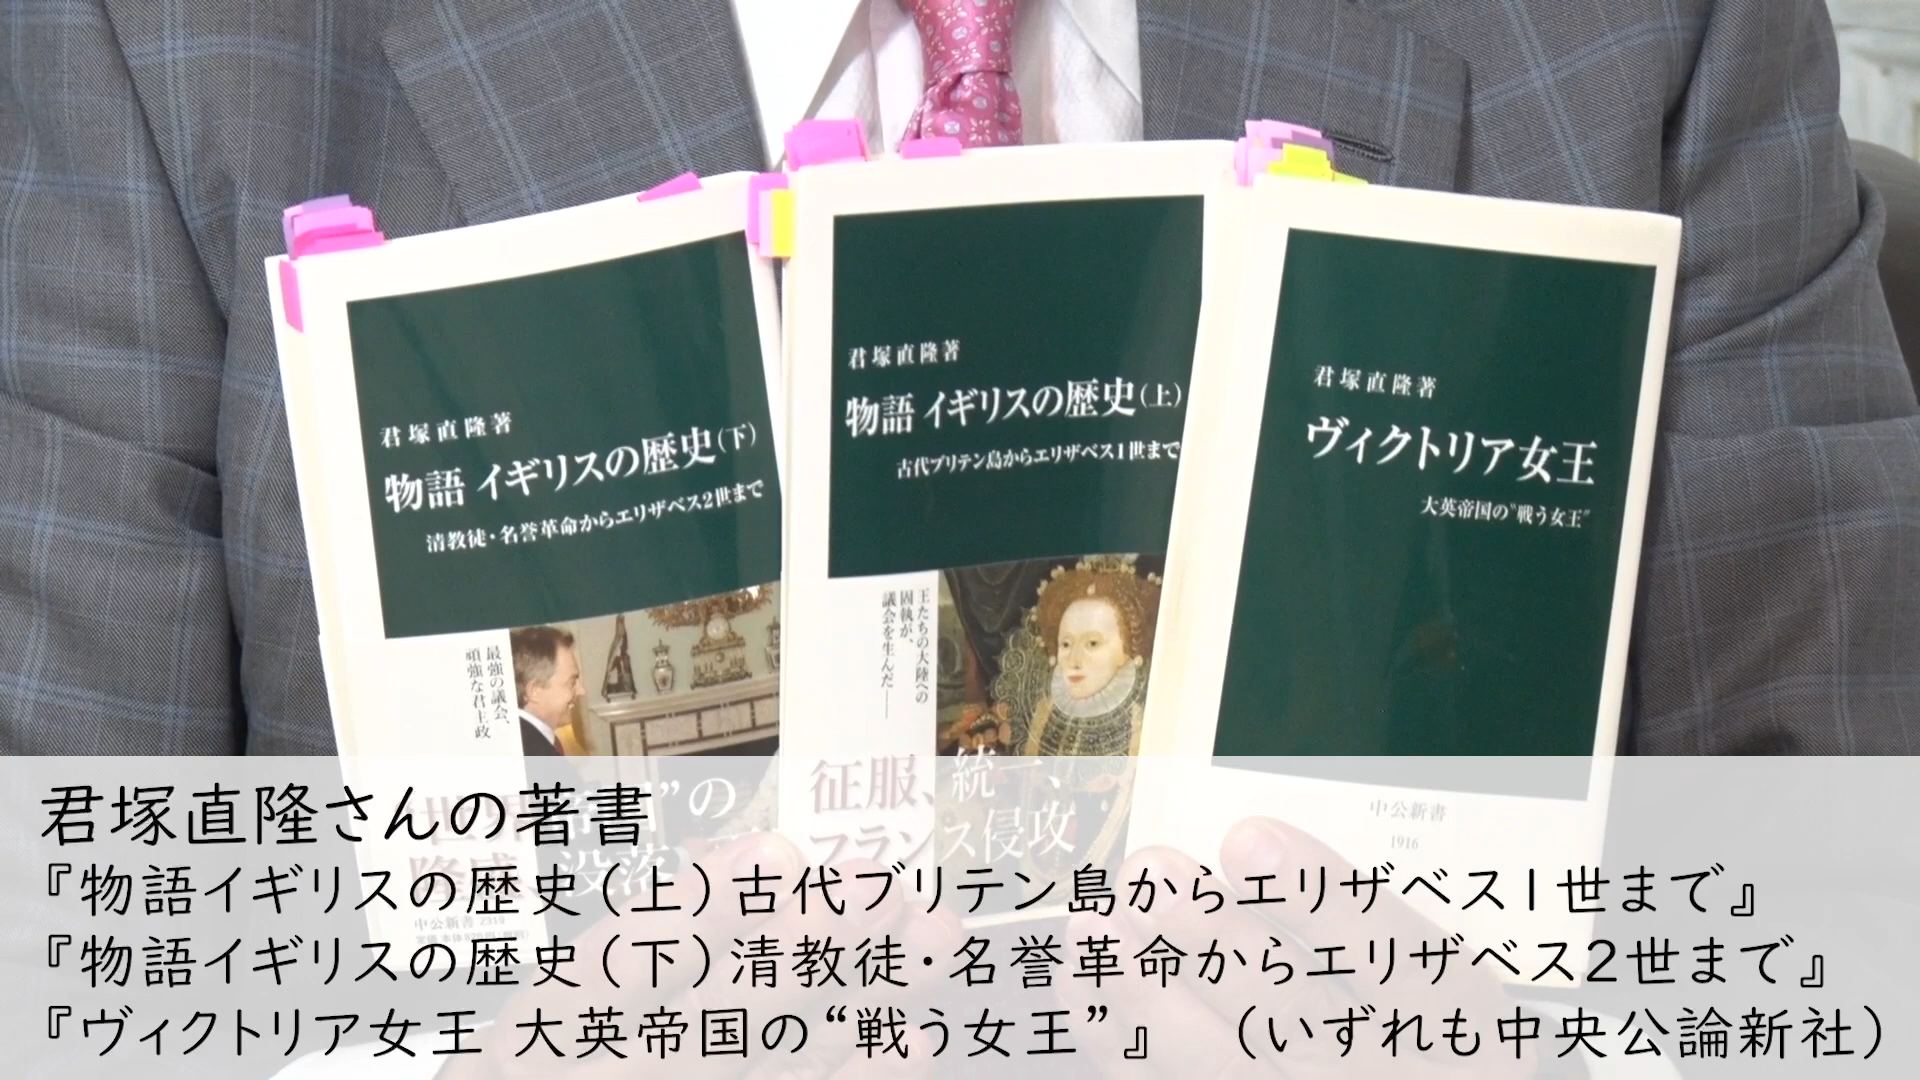 君塚直隆著
物語 イギリスの歴史(下)
清教徒・名誉革命からエリザベス2世まで
最強の議会、
頑強な君主政
君塚直隆著
物語 イギリスの歴史(上)
古代ブリテン島からエリザベス1世まで
王たちの大陸への
固執が、
議会を生んだ――
征服、統一、
フランス侵攻
君塚直隆著
ヴィクトリア女王
大英帝国の“戦う女王”
中公新書
1916
中公新書 2319
君塚直隆さんの著書
『物語イギリスの歴史(上)古代ブリテン島からエリザベス1世まで』
『物語イギリスの歴史(下)清教徒・名誉革命からエリザベス2世まで』
『ヴィクトリア女王 大英帝国の“戦う女王”』 (いずれも中央公論新社)